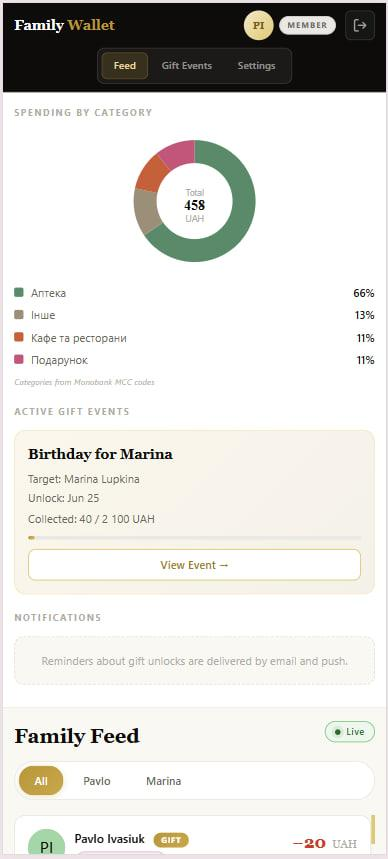 Family Wallet
PI
MEMBER
Feed
Gift Events
Settings
SPENDING BY CATEGORY
Total
458
UAH
Аптека 66%
Інше 13%
Кафе та ресторани 11%
Подарунок 11%
Categories from Monobank MCC codes
ACTIVE GIFT EVENTS
Birthday for Marina
Target: Marina Lupkina
Unlock: Jun 25
Collected: 40 / 2 100 UAH
View Event →
NOTIFICATIONS
Reminders about gift unlocks are delivered by email and push.
Family Feed
Live
All
Pavlo
Marina
PI
Pavlo Ivasiuk
GIFT
−20 UAH